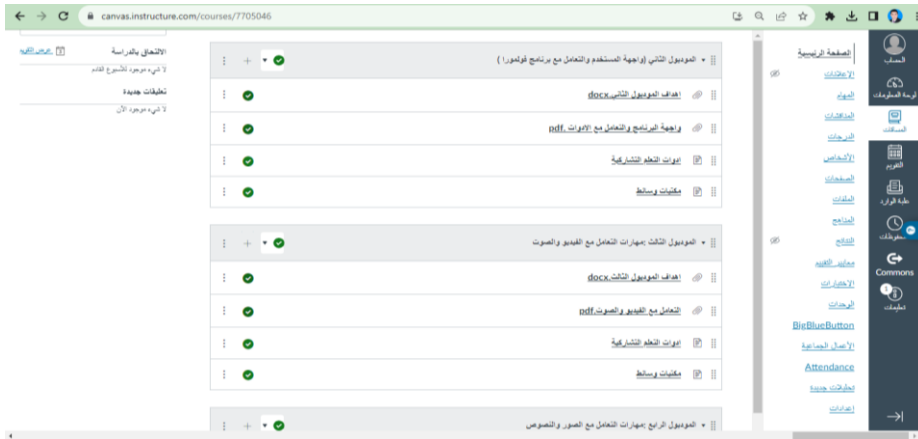 canvas.instructure.com/courses/7705046
الحساب
لوحة المعلومات
المساقات
التقويم
علبة الوارد
Commons
تعليمات
الصفحة الرئيسية
الإعلانات
المهام
المناقشات
الدرجات
الأشخاص
الصفحات
الملفات
المناهج
النتائج
معايير التقييم
الاختبارات
الوحدات
BigBlueButton
الأعمال الجماعية
Attendance
تعليقات جديدة
إعدادات
الموديول الثاني (واجهة المستخدم والتعامل مع برنامج فولمورا )
اهداف الموديول الثاني.docx
واجهة البرنامج والتعامل مع الادوات .pdf
ادوات التعلم التشاركية
مكتبات وسائط
الموديول الثالث :مهارات التعامل مع الفيديو والصوت
اهداف الموديول الثالث.docx
التعامل مع الفيديو والصوت.pdf
ادوات التعلم التشاركية
مكتبات وسائط
الموديول الرابع :مهارات التعامل مع الصور والنصوص
الالتحاق بالدراسة
عرض التقويم
لا شيء موجود للأسبوع القادم
تعليقات جديدة
لا شيء موجود الآن